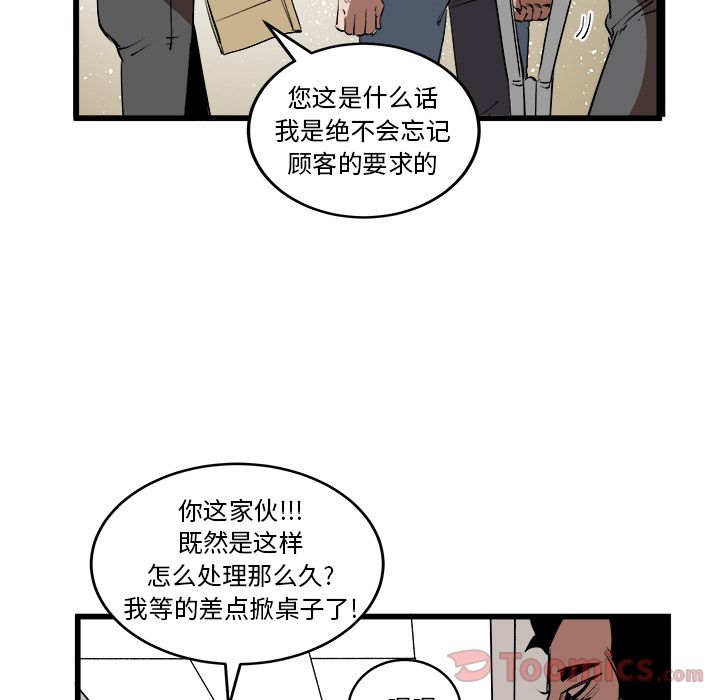 您这是什么话
我是绝不会忘记
顾客的要求的
你这家伙!!!
既然是这样
怎么处理那么久?
我等的差点掀桌子了!
Toomics.com